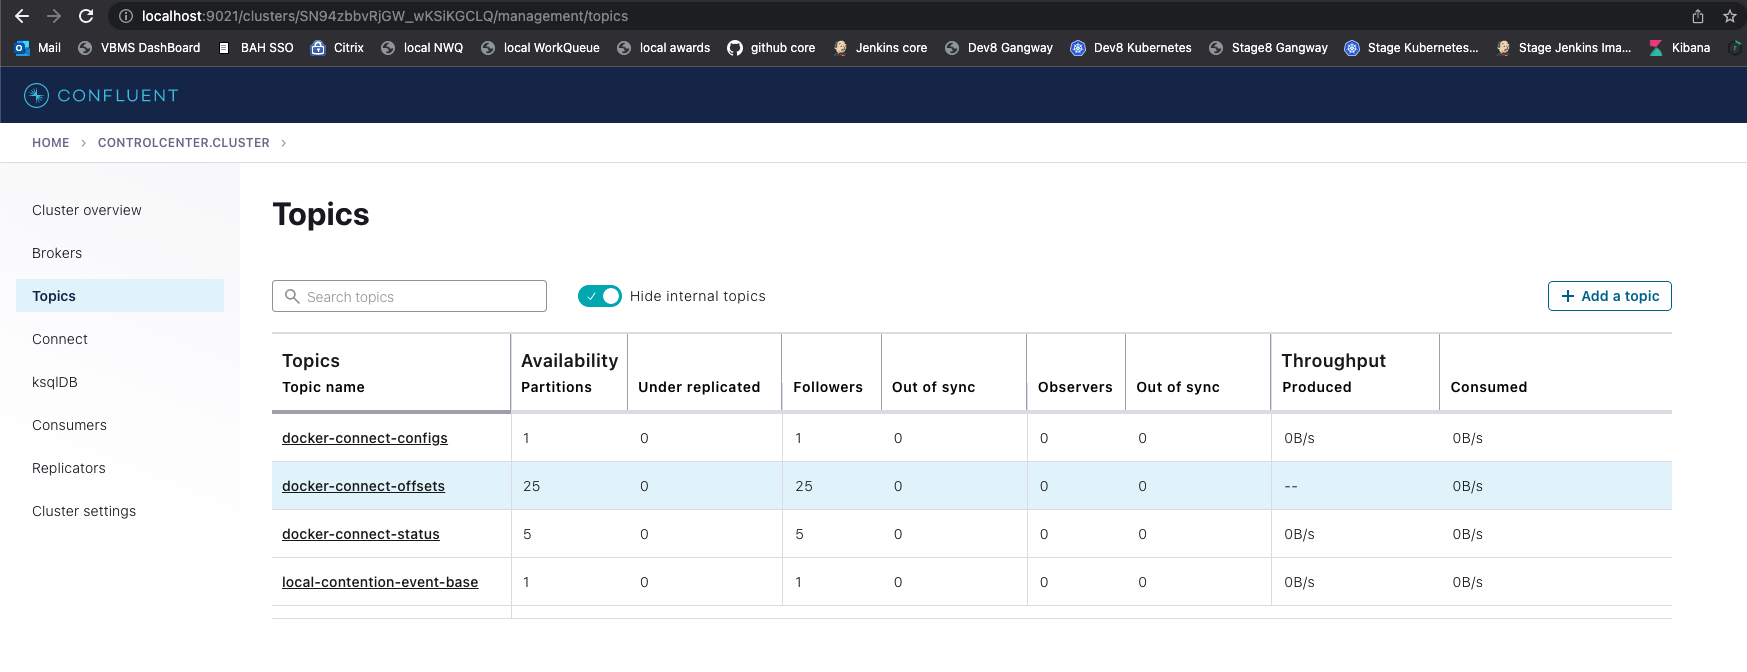 localhost:9021/clusters/SN94zbbvRjGW_wKSiKGCLQ/management/topics
Mail VBMS DashBoard BAH SSO Citrix local NWQ local WorkQueue local awards github core Jenkins core Dev8 Gangway Dev8 Kubernetes Stage8 Gangway Stage Kubernetes... Stage Jenkins Ima... Kibana
CONFLUENT
HOME > CONTROLCENTER.CLUSTER >
Cluster overview
Brokers
Topics
Connect
ksqlDB
Consumers
Replicators
Cluster settings
Topics
Search topics Hide internal topics + Add a topic
Topics Availability Throughput
Topic name Partitions Under replicated Followers Out of sync Observers Out of sync Produced Consumed
docker-connect-configs 1 0 1 0 0 0 0B/s 0B/s
docker-connect-offsets 25 0 25 0 0 0 -- 0B/s
docker-connect-status 5 0 5 0 0 0 0B/s 0B/s
local-contention-event-base 1 0 1 0 0 0 0B/s 0B/s